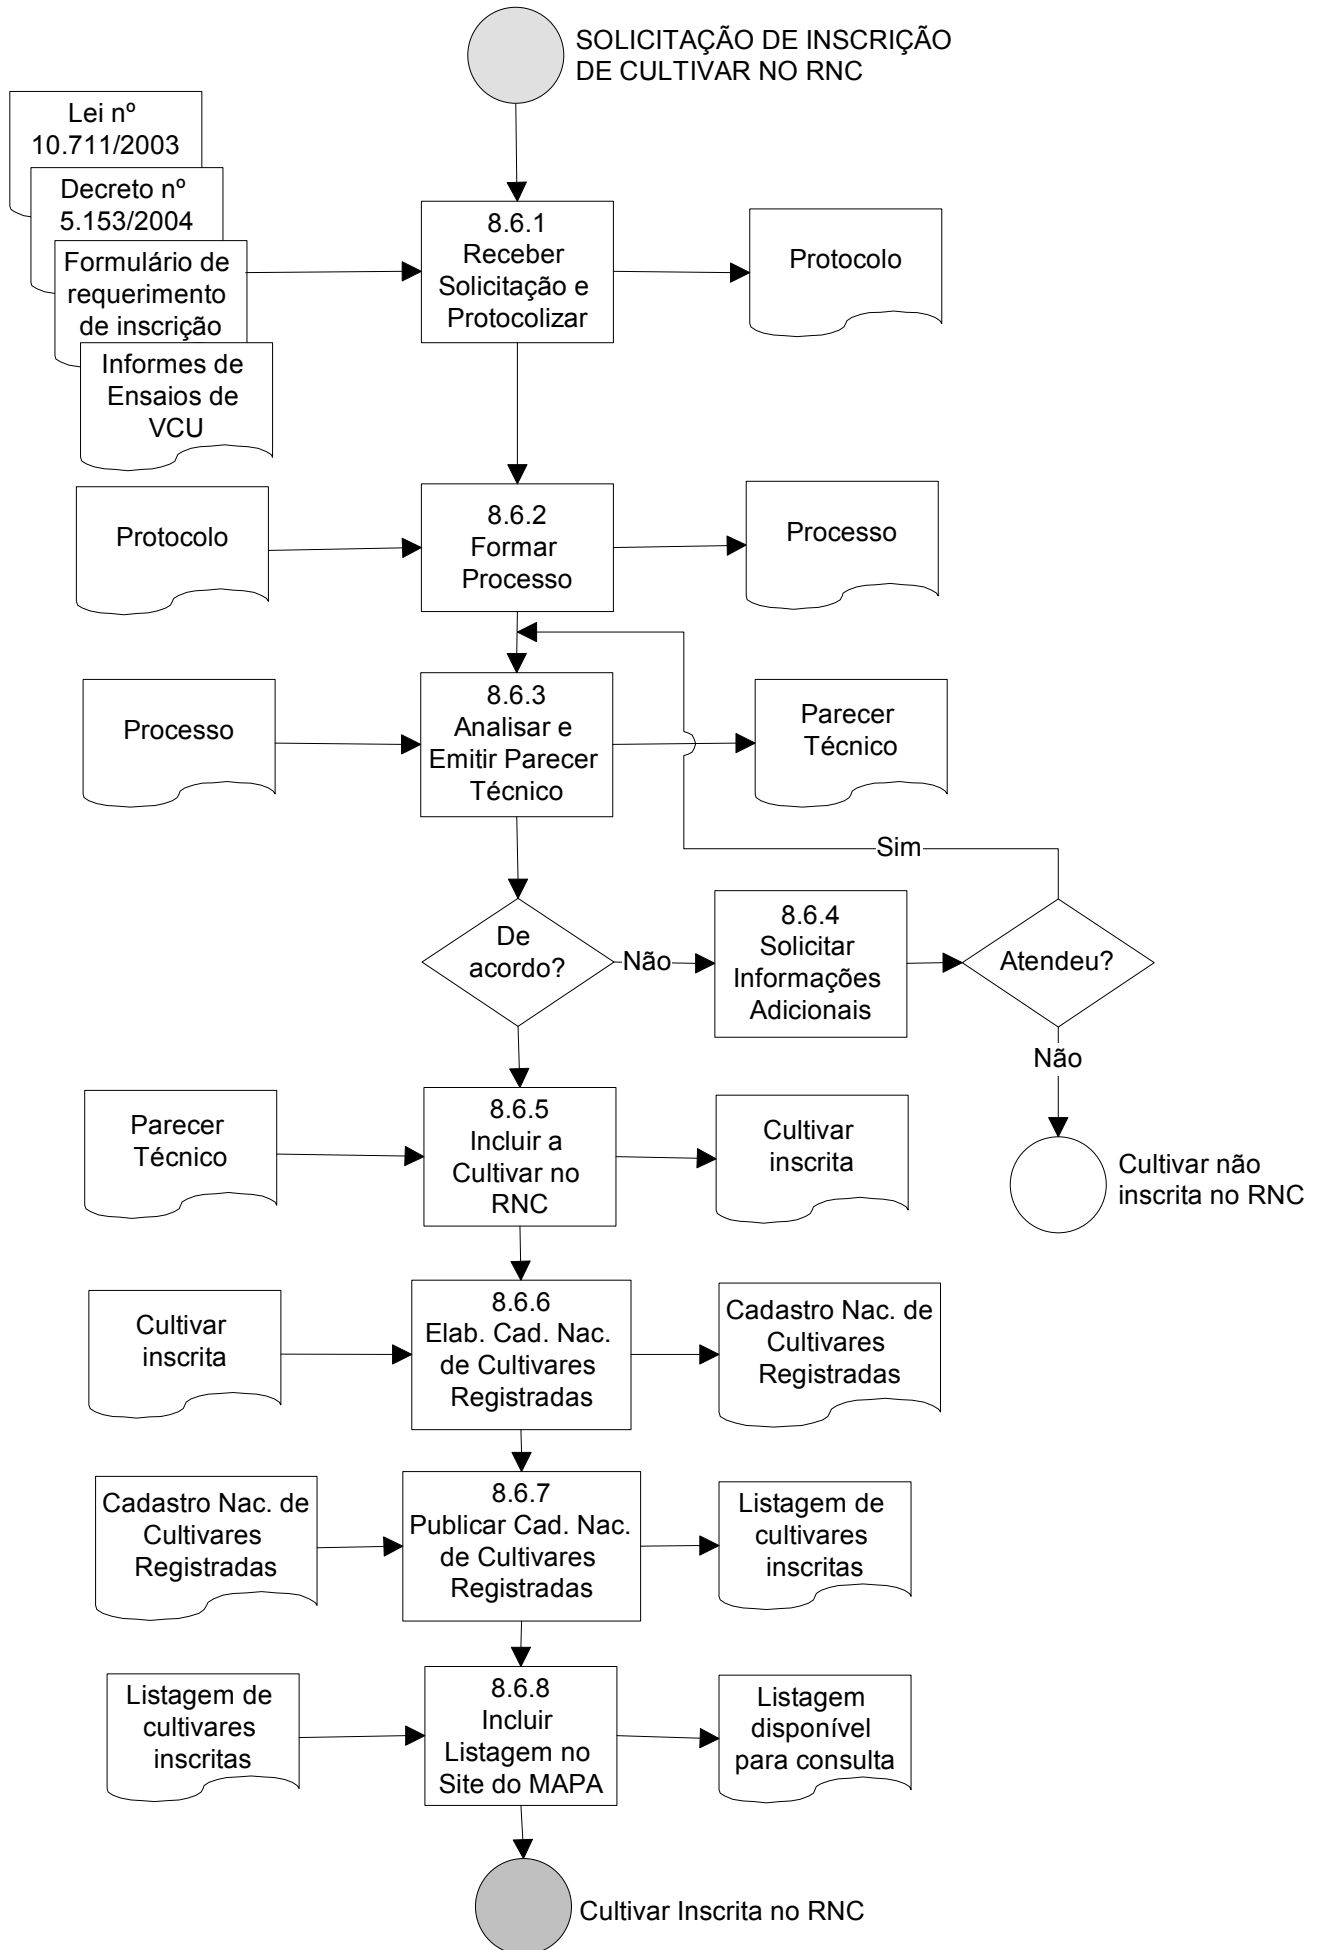 SOLICITAÇÃO DE INSCRIÇÃO
DE CULTIVAR NO RNC
Lei nº
10.711/2003
Decreto nº
5.153/2004
Formulário de
requerimento
de inscrição
Informes de
Ensaios de
VCU
8.6.1
Receber
Solicitação e
Protocolizar
Protocolo
Protocolo
8.6.2
Formar
Processo
Processo
Processo
8.6.3
Analisar e
Emitir Parecer
Técnico
Parecer
Técnico
Sim
De
acordo?
Não
8.6.4
Solicitar
Informações
Adicionais
Atendeu?
Não
Cultivar não
inscrita no RNC
Parecer
Técnico
8.6.5
Incluir a
Cultivar no
RNC
Cultivar
inscrita
Cultivar
inscrita
8.6.6
Elab. Cad. Nac.
de Cultivares
Registradas
Cadastro Nac. de
Cultivares
Registradas
Cadastro Nac. de
Cultivares
Registradas
8.6.7
Publicar Cad. Nac.
de Cultivares
Registradas
Listagem de
cultivares
inscritas
Listagem de
cultivares
inscritas
8.6.8
Incluir
Listagem no
Site do MAPA
Listagem
disponível
para consulta
Cultivar Inscrita no RNC